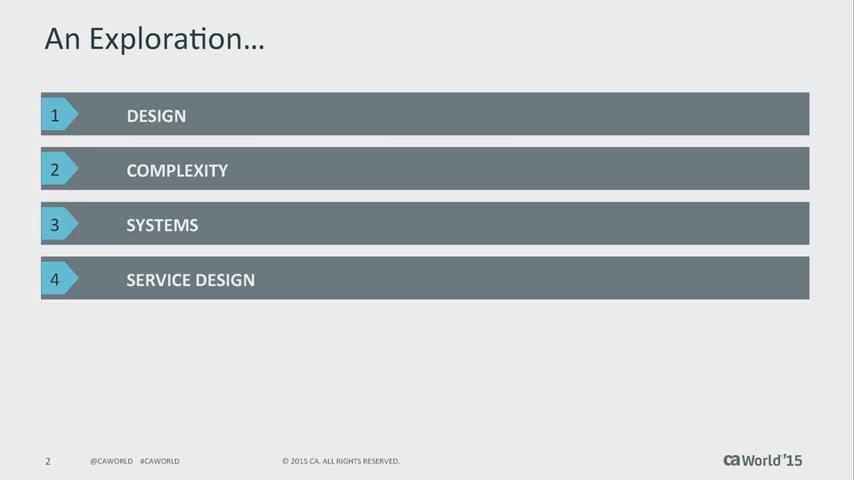 An Exploration...
1 DESIGN
2 COMPLEXITY
3 SYSTEMS
4 SERVICE DESIGN
2 @CAWORLD #CAWORLD © 2015 CA. ALL RIGHTS RESERVED. ca World '15